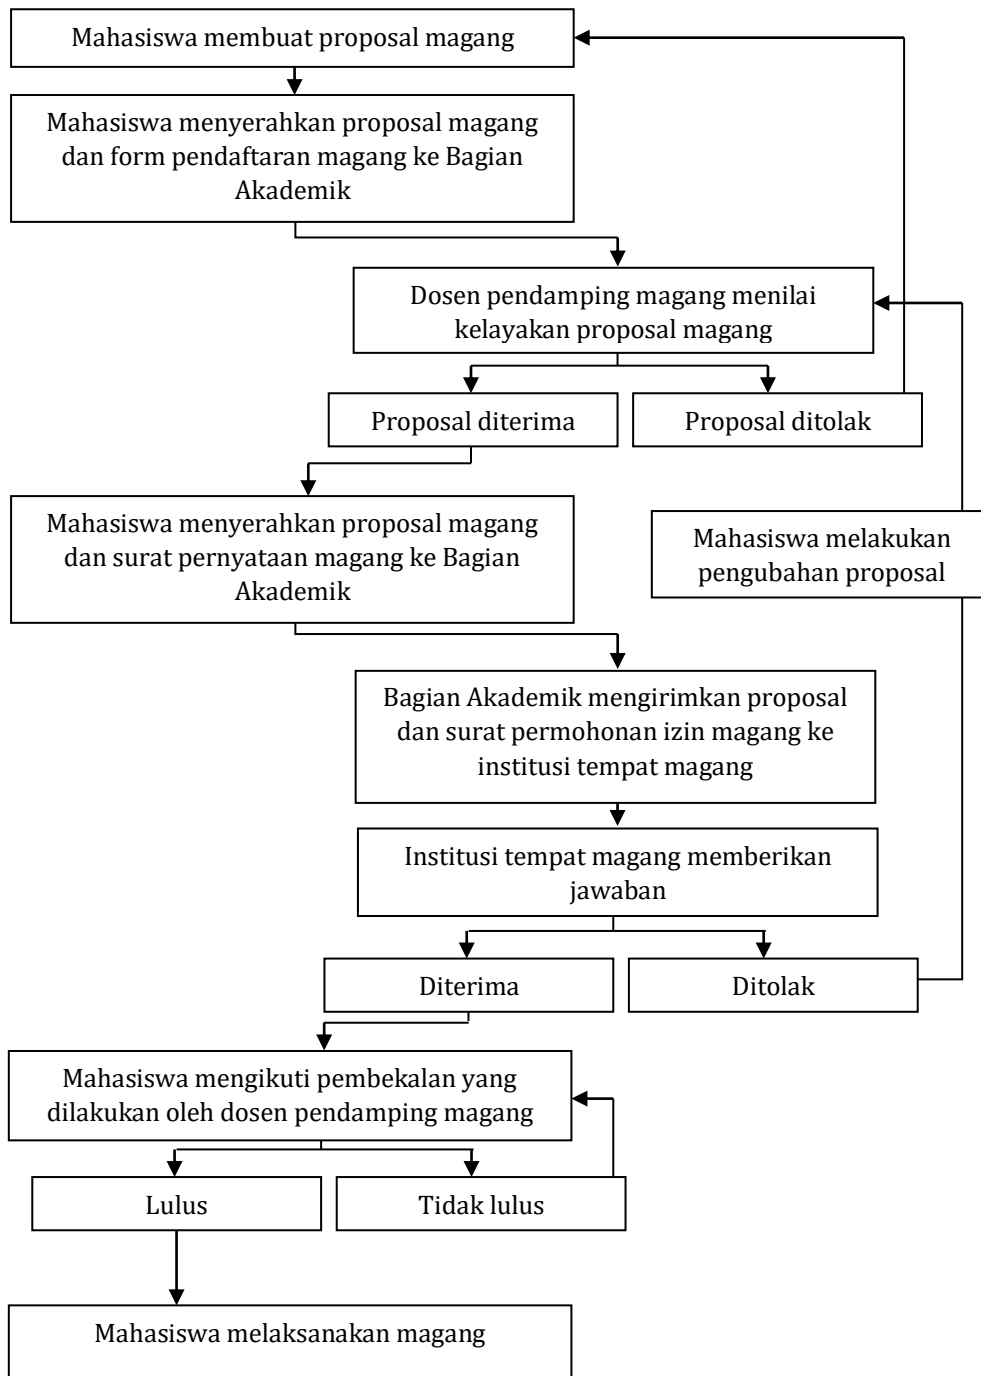 Mahasiswa membuat proposal magang
Mahasiswa menyerahkan proposal magang
dan form pendaftaran magang ke Bagian
Akademik
Dosen pendamping magang menilai
kelayakan proposal magang
Proposal diterima
Proposal ditolak
Mahasiswa menyerahkan proposal magang
dan surat pernyataan magang ke Bagian
Akademik
Mahasiswa melakukan
pengubahan proposal
Bagian Akademik mengirimkan proposal
dan surat permohonan izin magang ke
institusi tempat magang
Institusi tempat magang memberikan
jawaban
Diterima
Ditolak
Mahasiswa mengikuti pembekalan yang
dilakukan oleh dosen pendamping magang
Lulus
Tidak lulus
Mahasiswa melaksanakan magang